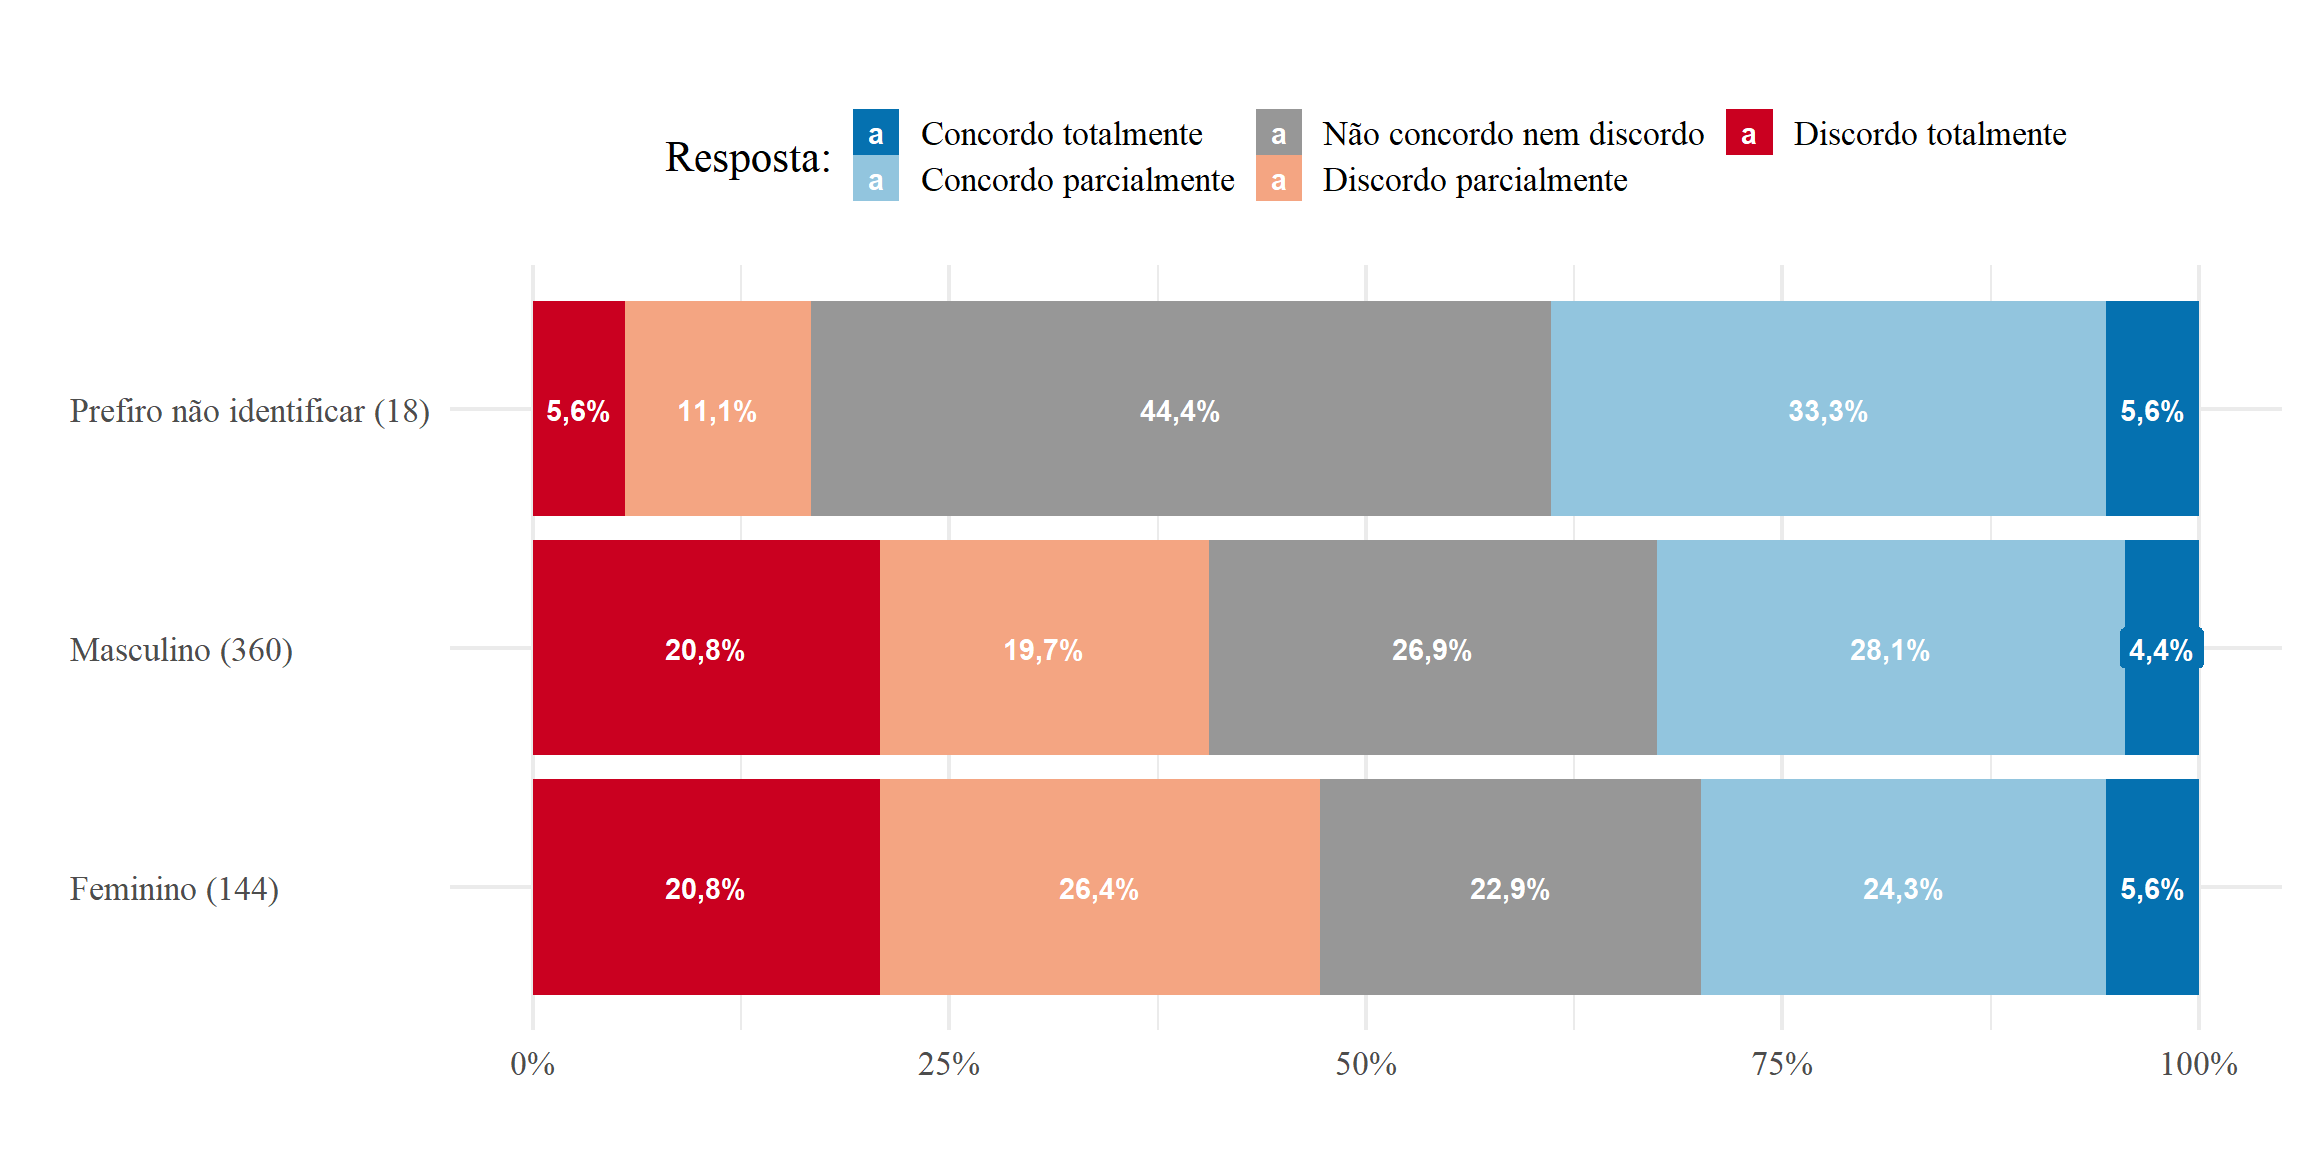 Resposta:
a Concordo totalmente
a Concordo parcialmente
a Não concordo nem discordo
a Discordo parcialmente
a Discordo totalmente
Prefiro não identificar (18)
5,6% 11,1% 44,4% 33,3% 5,6%
Masculino (360)
20,8% 19,7% 26,9% 28,1% 4,4%
Feminino (144)
20,8% 26,4% 22,9% 24,3% 5,6%
0% 25% 50% 75% 100%